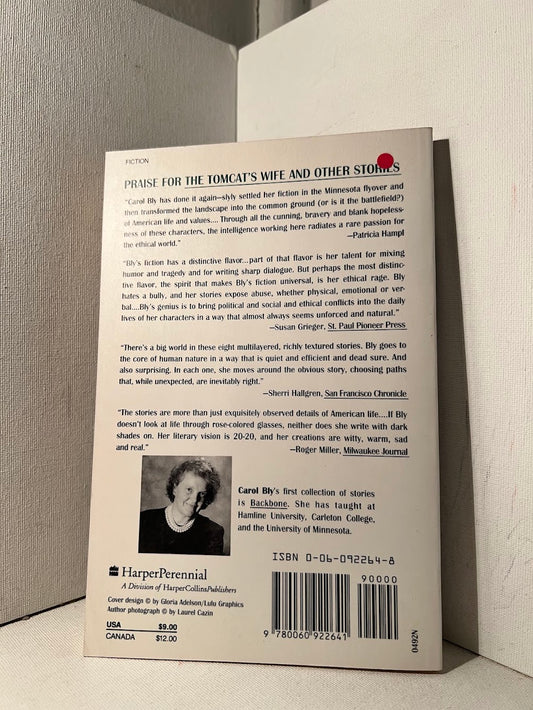 FICTION
PRAISE FOR THE TOMCAT'S WIFE AND OTHER STORIES
"Carol Bly has done it again—slyly settled her fiction in the Minnesota flyover and
then transformed the landscape into the common ground (or is it the battlefield?)
of American life and values.... Through all the cunning, bravery and blank hopeless-
ness of these characters, the intelligence working here radiates a rare passion for
the ethical world."
—Patricia Hampl
"Bly's fiction has a distinctive flavor...part of that flavor is her talent for mixing
humor and tragedy and for writing sharp dialogue. But perhaps the most distinc-
tive flavor, the spirit that makes Bly's fiction universal, is her ethical rage. Bly
hates a bully, and her stories expose abuse, whether physical, emotional or ver-
bal....Bly's genius is to bring political and social and ethical conflicts into the daily
lives of her characters in a way that almost always seems unforced and natural."
—Susan Grieger, St. Paul Pioneer Press
"There's a big world in these eight multilayered, richly textured stories. Bly goes to
the core of human nature in a way that is quiet and efficient and dead sure. And
also surprising. In each one, she moves around the obvious story, choosing paths
that, while unexpected, are inevitably right."
—Sherri Hallgren, San Francisco Chronicle
"The stories are more than just exquisitely observed details of American life....If Bly
doesn't look at life through rose-colored glasses, neither does she write with dark
shades on. Her literary vision is 20-20, and her creations are witty, warm, sad
and real."
—Roger Miller, Milwaukee Journal
Carol Bly's first collection of stories
is Backbone. She has taught at
Hamline University, Carleton College,
and the University of Minnesota.
ISBN 0-06-092264-8
HarperPerennial
A Division of HarperCollinsPublishers
Cover design © by Gloria Adelson/Lulu Graphics
Author photograph © by Laurel Cazin
USA $9.00
CANADA $12.00
90000
9 780060 922641
0492N